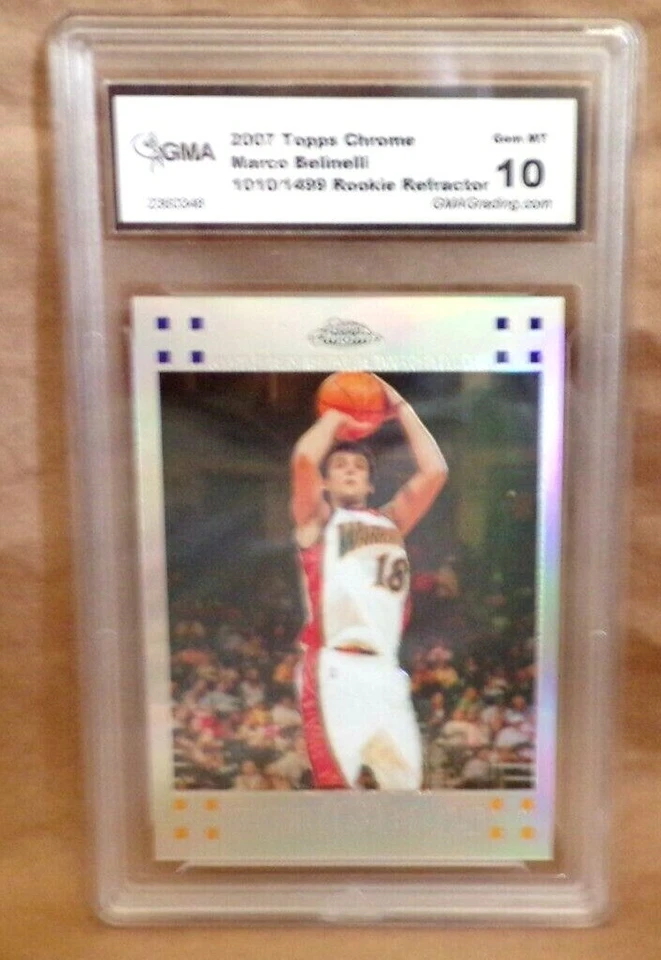 GMA
2007 Topps Chrome
Marco Belinelli
1010/1499 Rookie Refractor
Gem MT
10
GMAGrading.com
WARRIORS
18